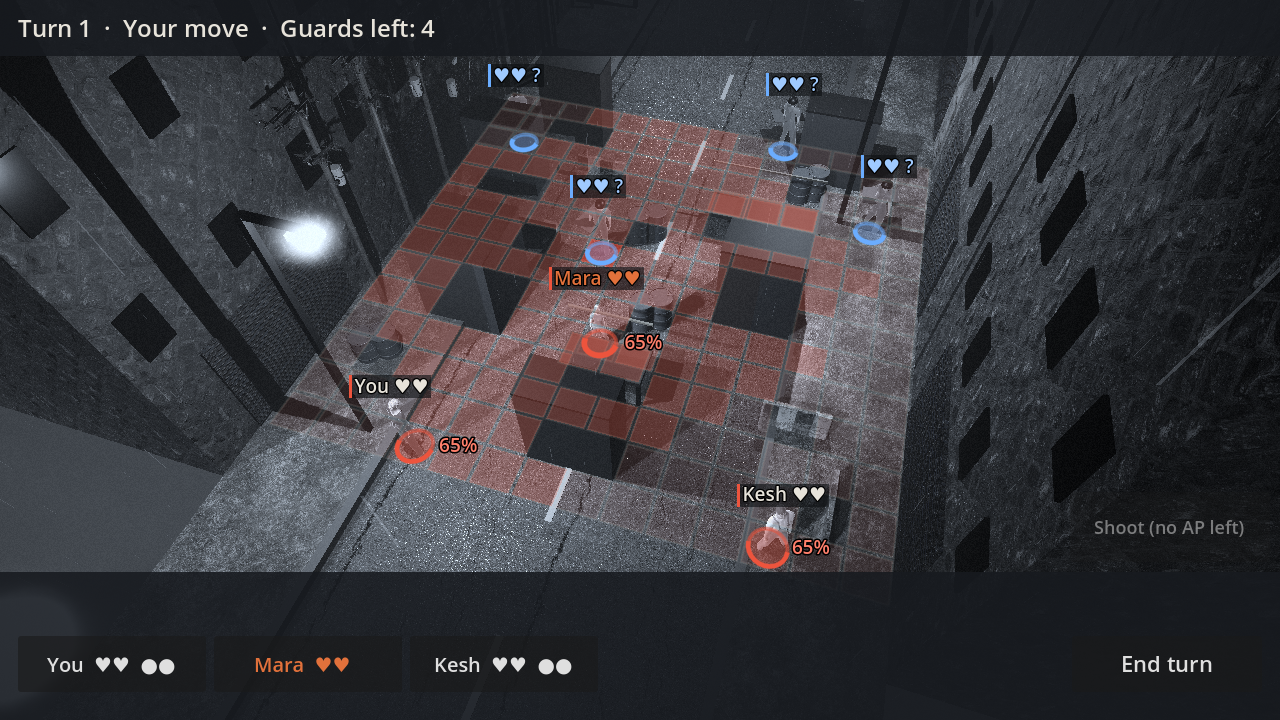 Turn 1 · Your move · Guards left: 4
♥♥ ?
♥♥ ?
♥♥ ?
♥♥ ?
Mara ♥♥
65%
You ♥♥
65%
Kesh ♥♥
65%
Shoot (no AP left)
You ♥♥ ●●
Mara ♥♥
Kesh ♥♥ ●●
End turn